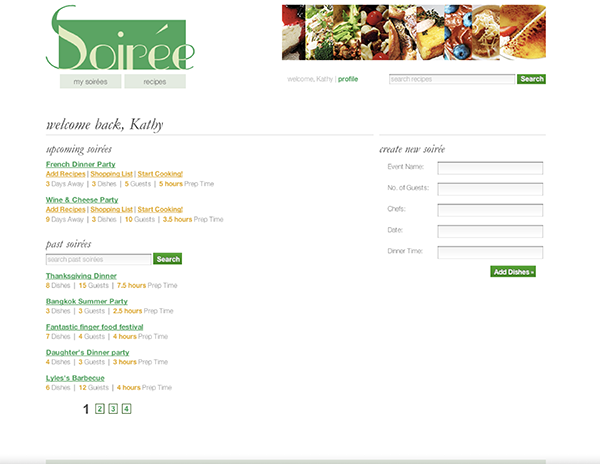 Soirée
my soirées
recipes
welcome, Kathy | profile
search recipes
Search
welcome back, Kathy
upcoming soirées
French Dinner Party
Add Recipes | Shopping List | Start Cooking!
3 Days Away | 3 Dishes | 5 Guests | 5 hours Prep Time
Wine & Cheese Party
Add Recipes | Shopping List | Start Cooking!
9 Days Away | 3 Dishes | 10 Guests | 3.5 hours Prep Time
past soirées
search past soirées
Search
Thanksgiving Dinner
8 Dishes | 15 Guests | 7.5 hours Prep Time
Bangkok Summer Party
3 Dishes | 3 Guests | 2.5 hours Prep Time
Fantastic finger food festival
7 Dishes | 4 Guests | 4 hours Prep Time
Daughter's Dinner party
4 Dishes | 3 Guests | 3 hours Prep Time
Lyles's Barbecue
6 Dishes | 12 Guests | 4 hours Prep Time
1 2 3 4
create new soirée
Event Name:
No. of Guests:
Chefs:
Date:
Dinner Time:
Add Dishes »